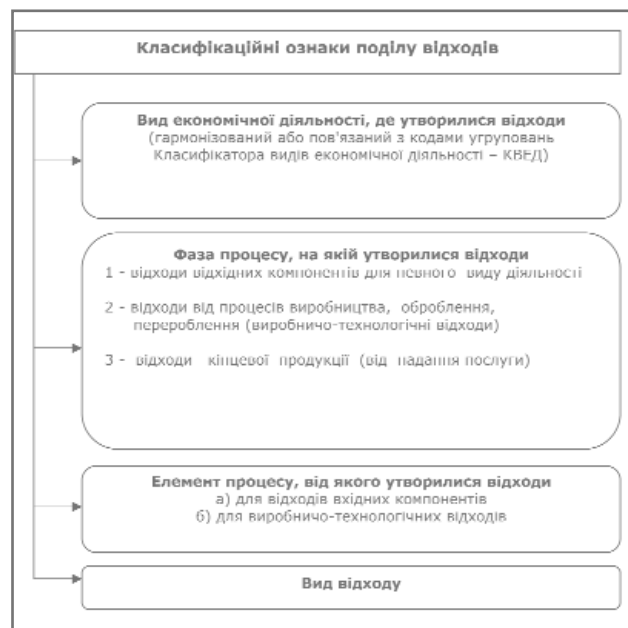 Класифікаційні ознаки поділу відходів
Вид економічної діяльності, де утворилися відходи
(гармонізований або пов'язаний з кодами угруповань
Класифікатора видів економічної діяльності – КВЕД)
Фаза процесу, на якій утворилися відходи
1 - відходи відхідних компонентів для певного виду діяльності
2 - відходи від процесів виробництва, оброблення,
перероблення (виробничо-технологічні відходи)
3 - відходи кінцевої продукції (від надання послуги)
Елемент процесу, від якого утворилися відходи
а) для відходів вхідних компонентів
б) для виробничо-технологічних відходів
Вид відходу